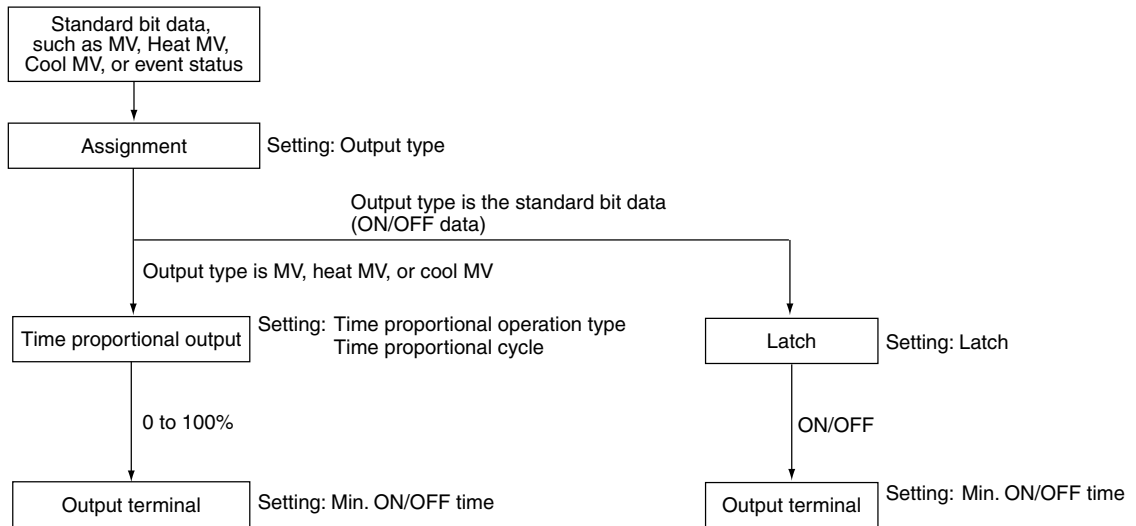 Standard bit data,
such as MV, Heat MV,
Cool MV, or event status
Assignment
Setting: Output type
Output type is the standard bit data
(ON/OFF data)
Output type is MV, heat MV, or cool MV
Time proportional output
Setting: Time proportional operation type
Time proportional cycle
Latch
Setting: Latch
0 to 100%
ON/OFF
Output terminal
Setting: Min. ON/OFF time
Output terminal
Setting: Min. ON/OFF time